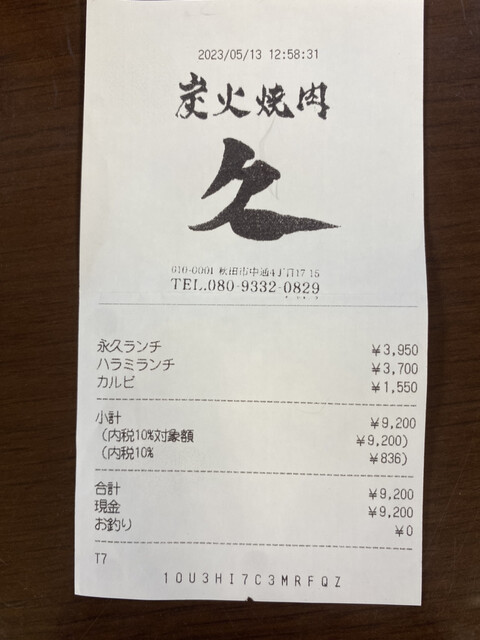 2023/05/13 12:58:31
炭火焼肉
久
010-0001 秋田市中通4丁目17-15
TEL.080-9332-0829
永久ランチ ¥3,950
ハラミランチ ¥3,700
カルビ ¥1,550
小計 ¥9,200
(内税10%対象額 ¥9,200)
(内税10% ¥836)
合計 ¥9,200
現金 ¥9,200
お釣り ¥0
T7
10U3HI7C3MRFQZ